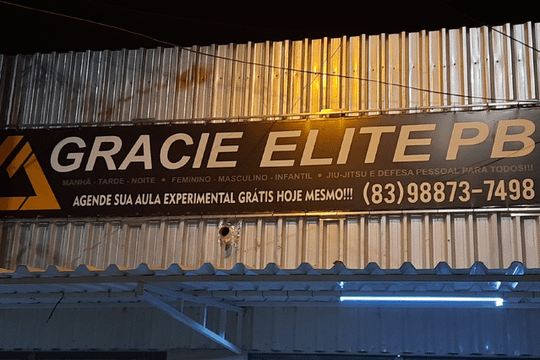 GRACIE ELITE PB
MANHÃ - TARDE - NOITE • FEMININO - MASCULINO - INFANTIL • JIU-JITSU E DEFESA PESSOAL PARA TODOS!!!
AGENDE SUA AULA EXPERIMENTAL GRÁTIS HOJE MESMO!!! (83)98873-7498